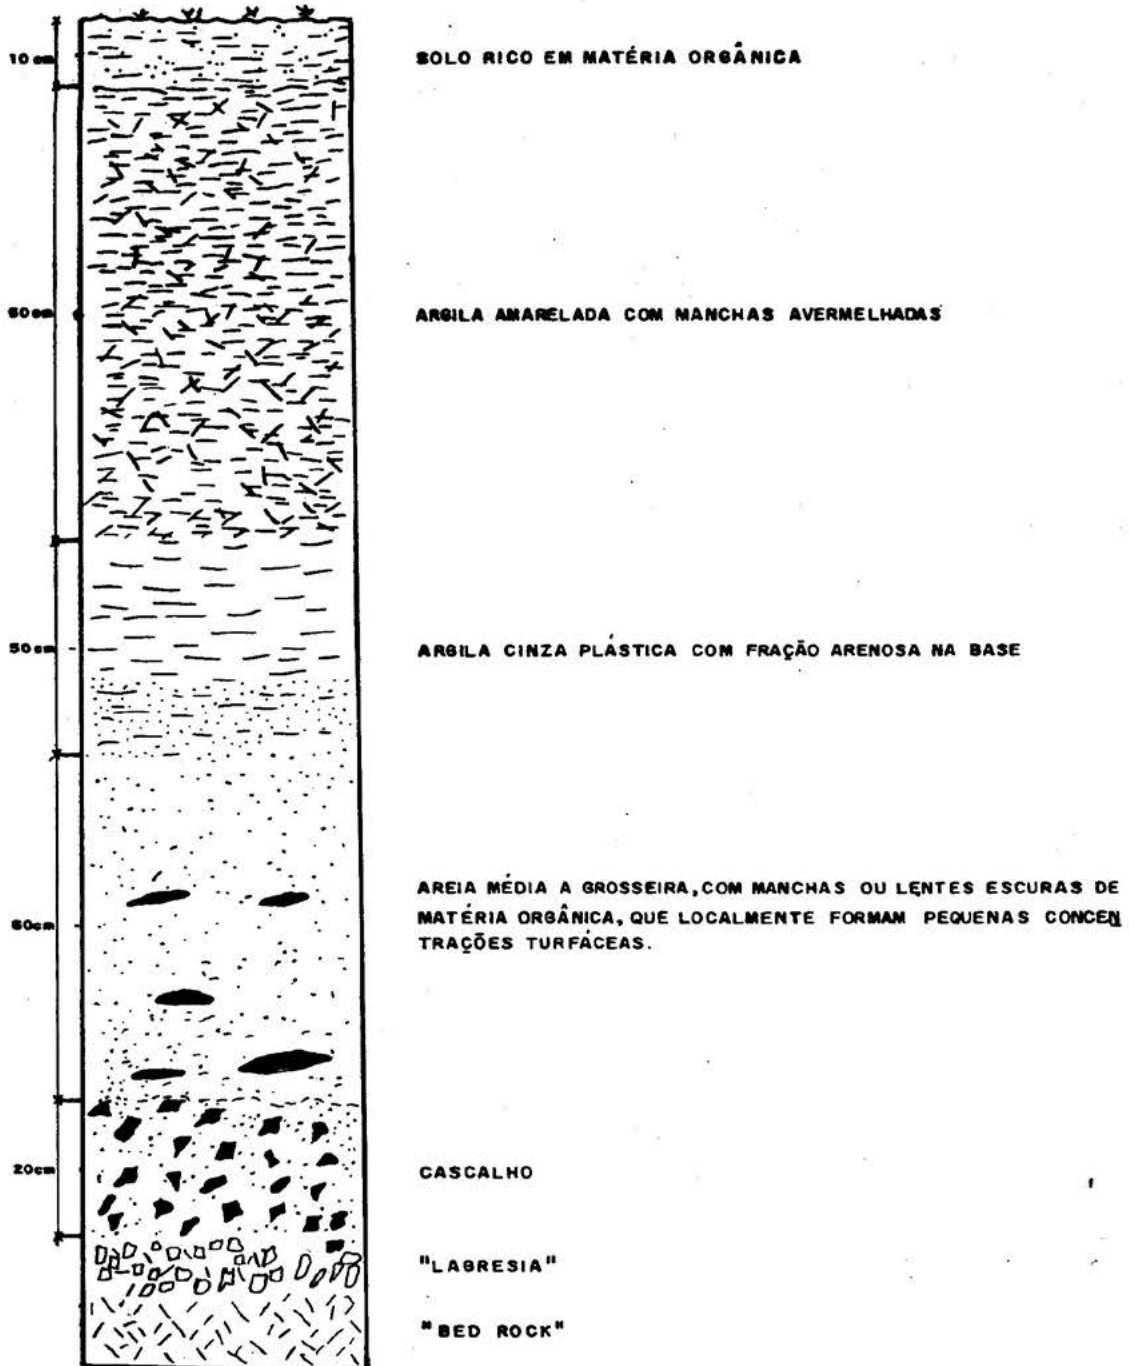 10 cm
SOLO RICO EM MATÉRIA ORGÂNICA
60 cm
ARGILA AMARELADA COM MANCHAS AVERMELHADAS
50 cm
ARGILA CINZA PLÁSTICA COM FRAÇÃO ARENOSA NA BASE
AREIA MÉDIA A GROSSEIRA, COM MANCHAS OU LENTES ESCURAS DE
MATÉRIA ORGÂNICA, QUE LOCALMENTE FORMAM PEQUENAS CONCEN
60cm
TRAÇÕES TURFÁCEAS.
20cm
CASCALHO
"LAGRESIA"
"BED ROCK"